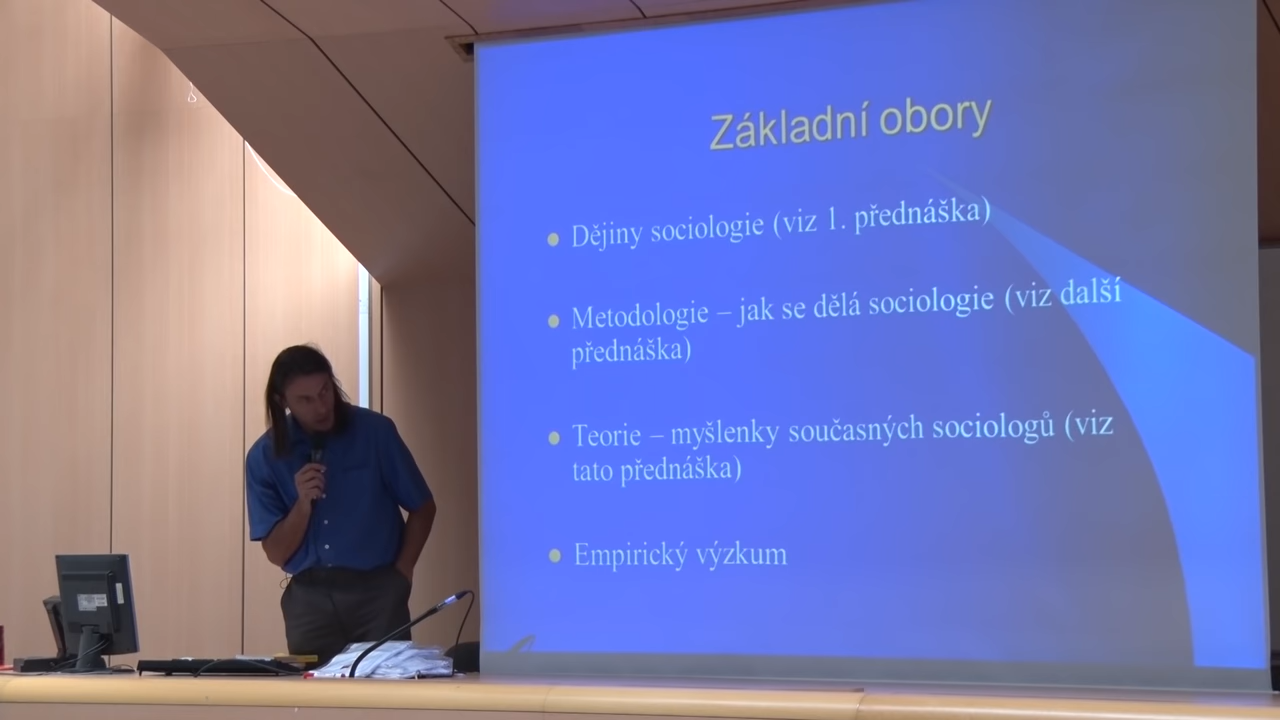 Základní obory
Dějiny sociologie (viz 1. přednáška)
Metodologie – jak se dělá sociologie (viz další
přednáška)
Teorie – myšlenky současných sociologů (viz
tato přednáška)
Empirický výzkum